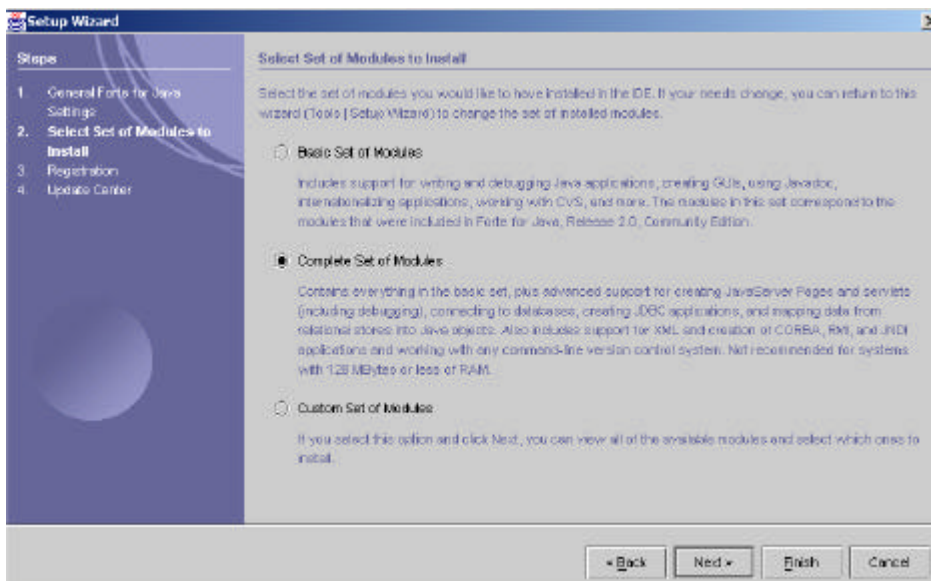 Setup Wizard
Steps
1. General Forte for Java
Settings
2. Select Set of Modules to
Install
3. Registration
4. Update Center
Select Set of Modules to Install
Select the set of modules you would like to have installed in the IDE. If your needs change, you can return to this
wizard (Tools | Setup Wizard) to change the set of installed modules.
Basic Set of Modules
Includes support for writing and debugging Java applications, creating GUIs, using Javadoc,
internationalizing applications, working with CVS, and more. The modules in this set correspond to the
modules that were included in Forte for Java, Release 2.0, Community Edition.
Complete Set of Modules
Contains everything in the basic set, plus advanced support for creating JavaServer Pages and servlets
(including debugging), connecting to databases, creating JDBC applications, and mapping data from
relational stores into Java objects. Also includes support for XML and creation of CORBA, RMI, and JNDI
applications and working with any command-line version control system. Not recommended for systems
with 128 MBytes or less of RAM.
Custom Set of Modules
If you select this option and click Next, you can view all of the available modules and select which ones to
install.
◂ Back Next ▸ Finish Cancel